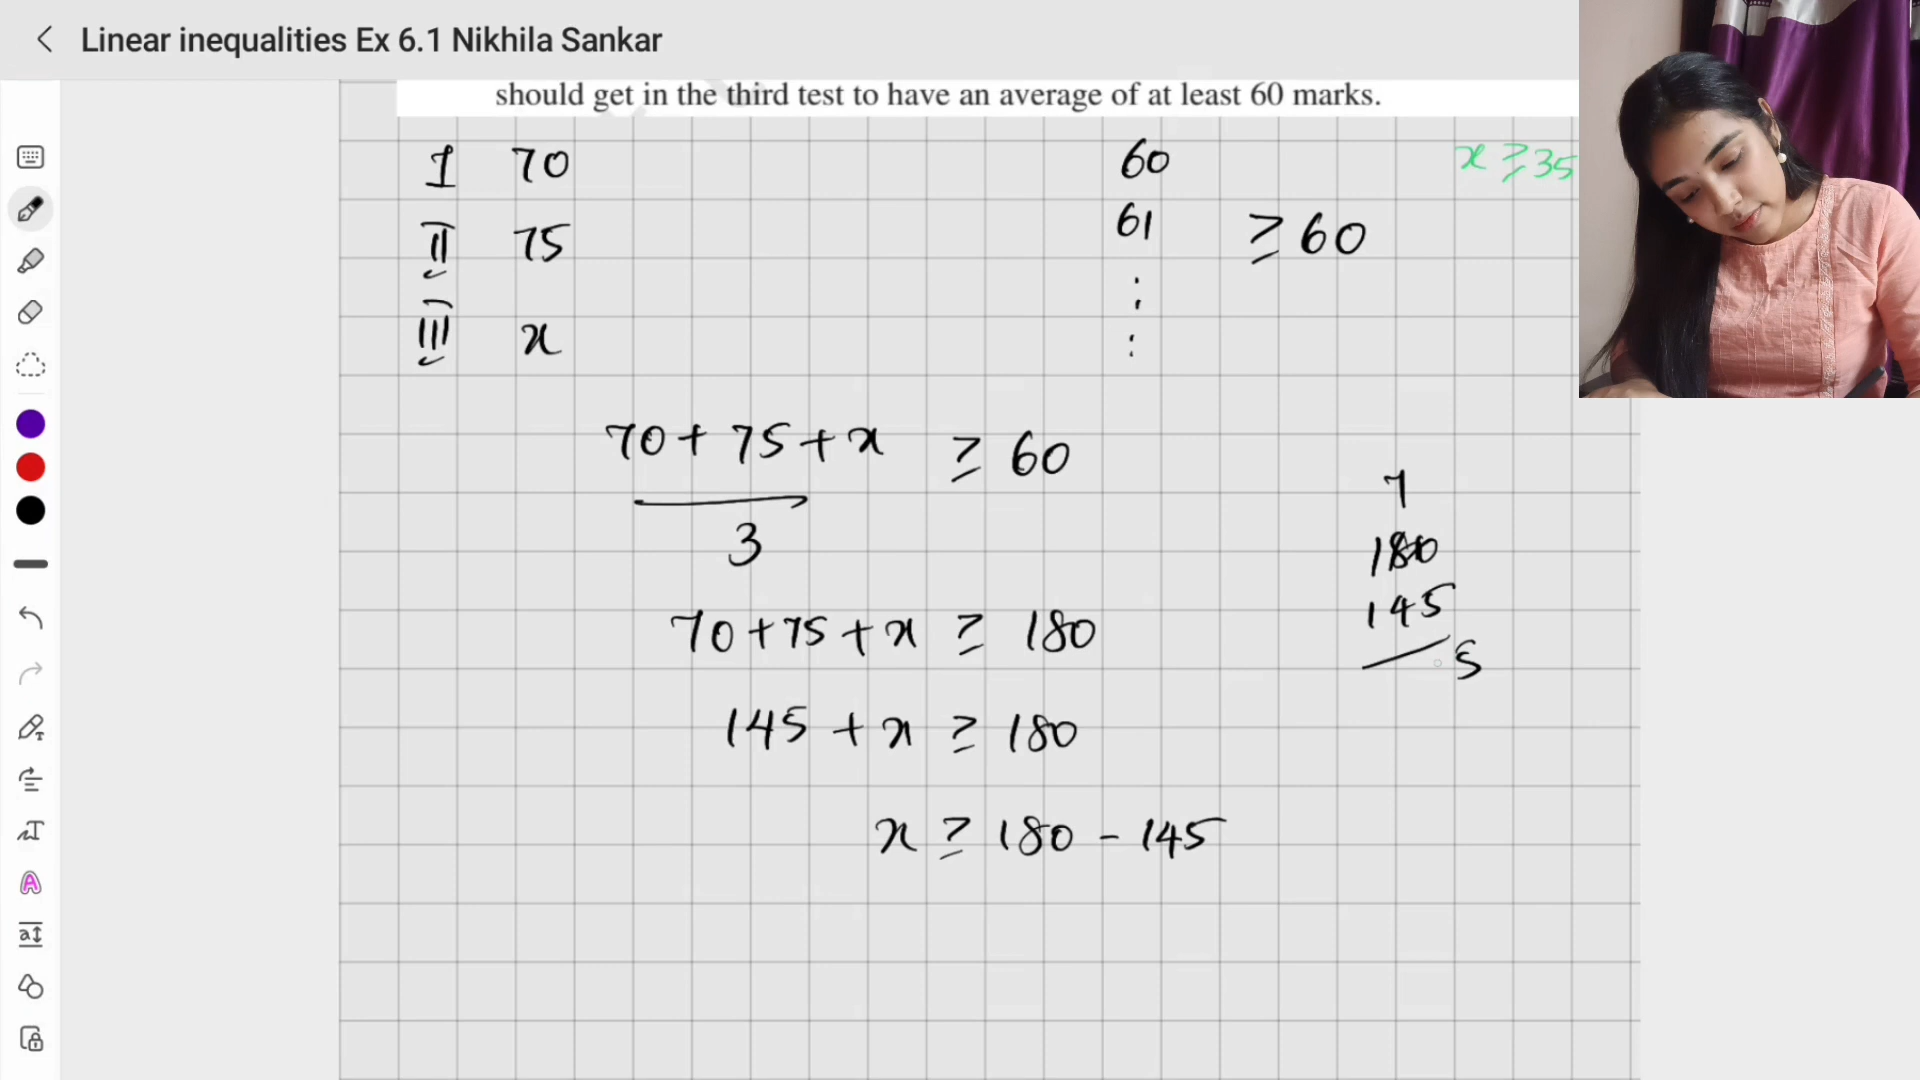 Linear inequalities Ex 6.1 Nikhila Sankar
should get in the third test to have an average of at least 60 marks.
I 70
II 75
III x
60
61
⋮
≥ 60
x ≥ 35
70 + 75 + x ≥ 60
3
70 + 75 + x ≥ 180
145 + x ≥ 180
x ≥ 180 - 145
7
180
145
5